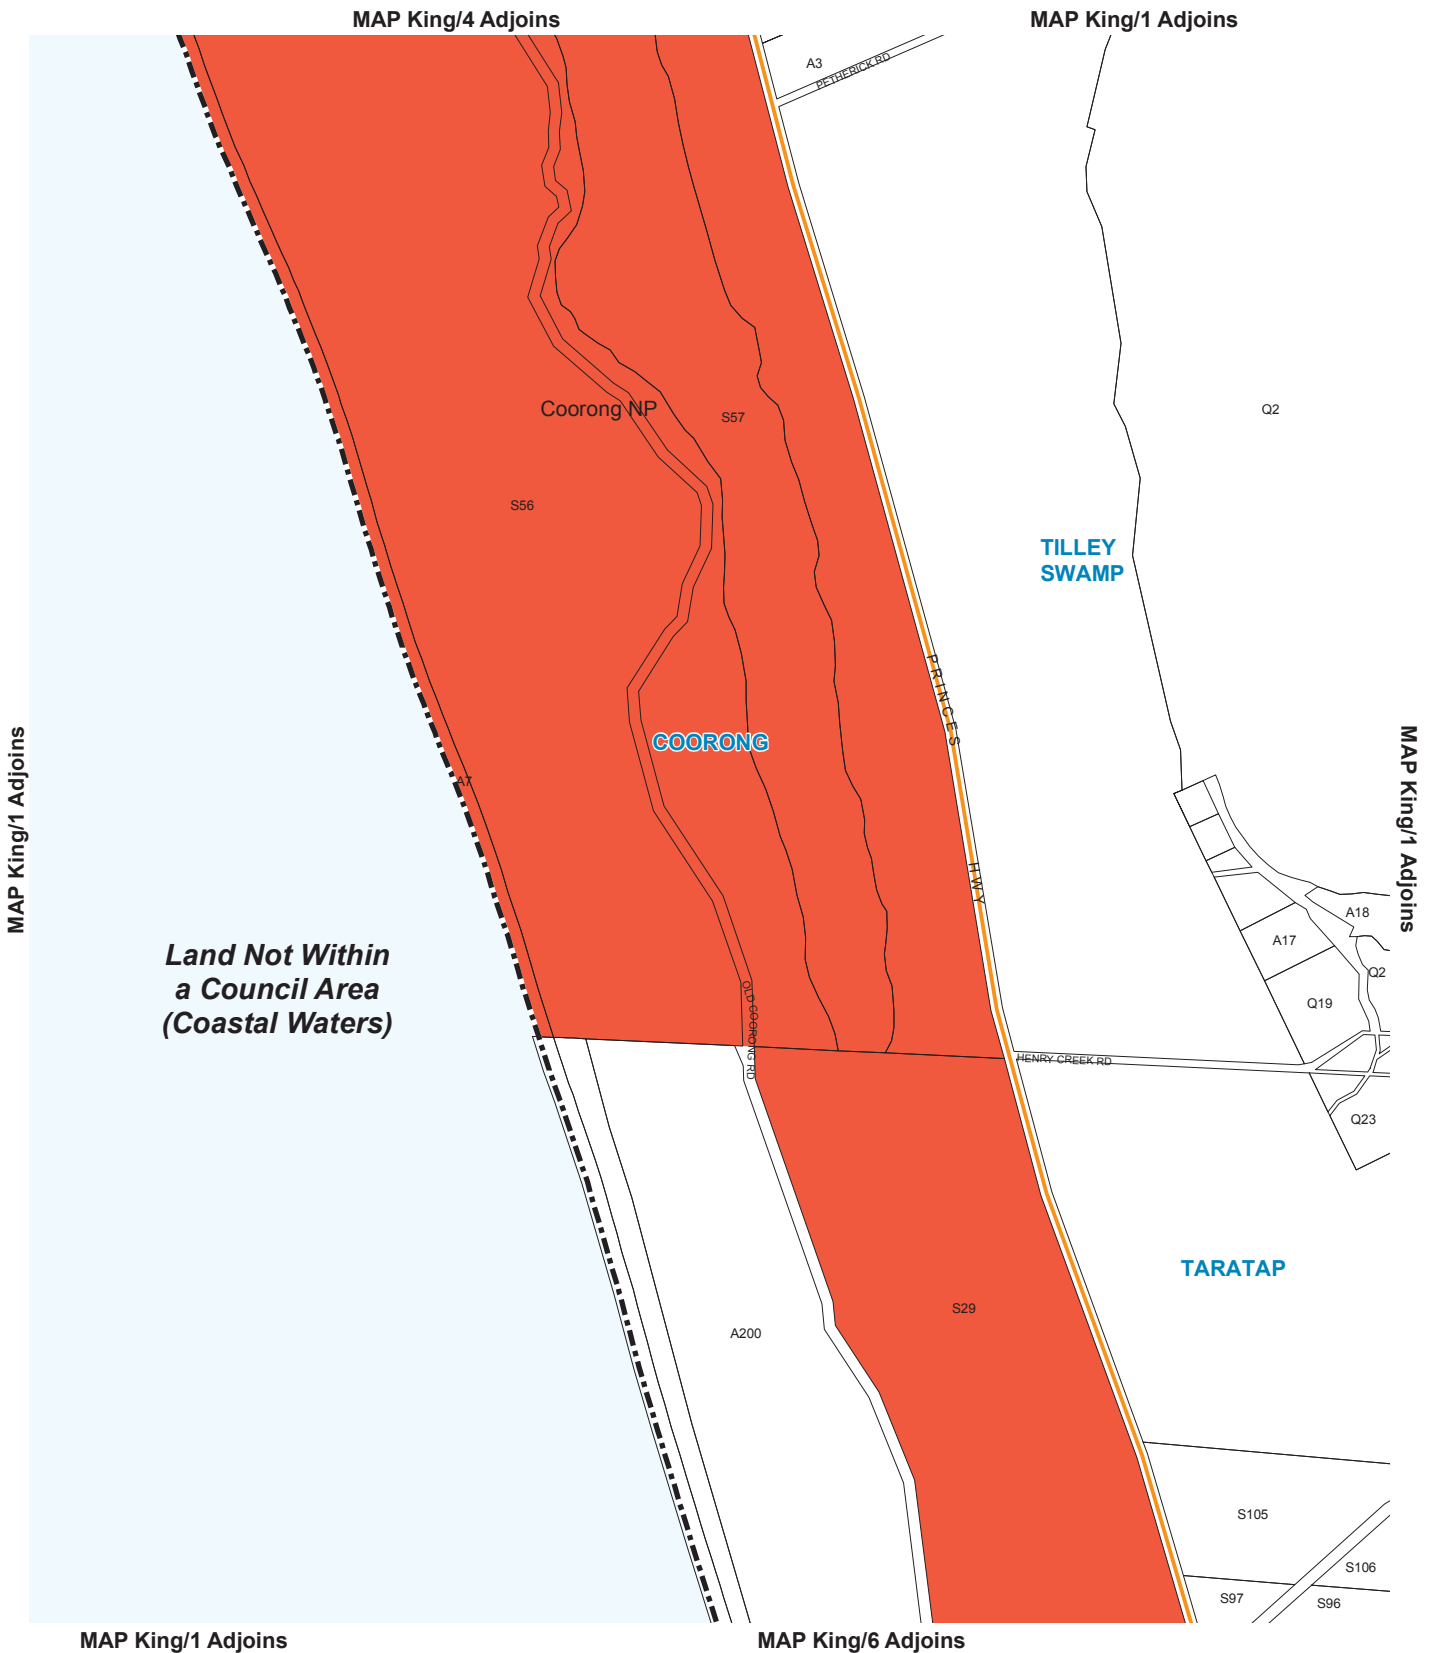 MAP King/4 Adjoins
MAP King/1 Adjoins
A3
PETHERICK RD
Coorong NP
S57
Q2
S56
TILLEY
SWAMP
PRINCES
COORONG
MAP King/1 Adjoins
MAP King/1 Adjoins
A7
HWY
A18
A17
Land Not Within
a Council Area
(Coastal Waters)
Q2
Q19
OLD COORONG RD
HENRY CREEK RD
Q23
TARATAP
S29
A200
S105
S106
S97
S96
MAP King/1 Adjoins
MAP King/6 Adjoins